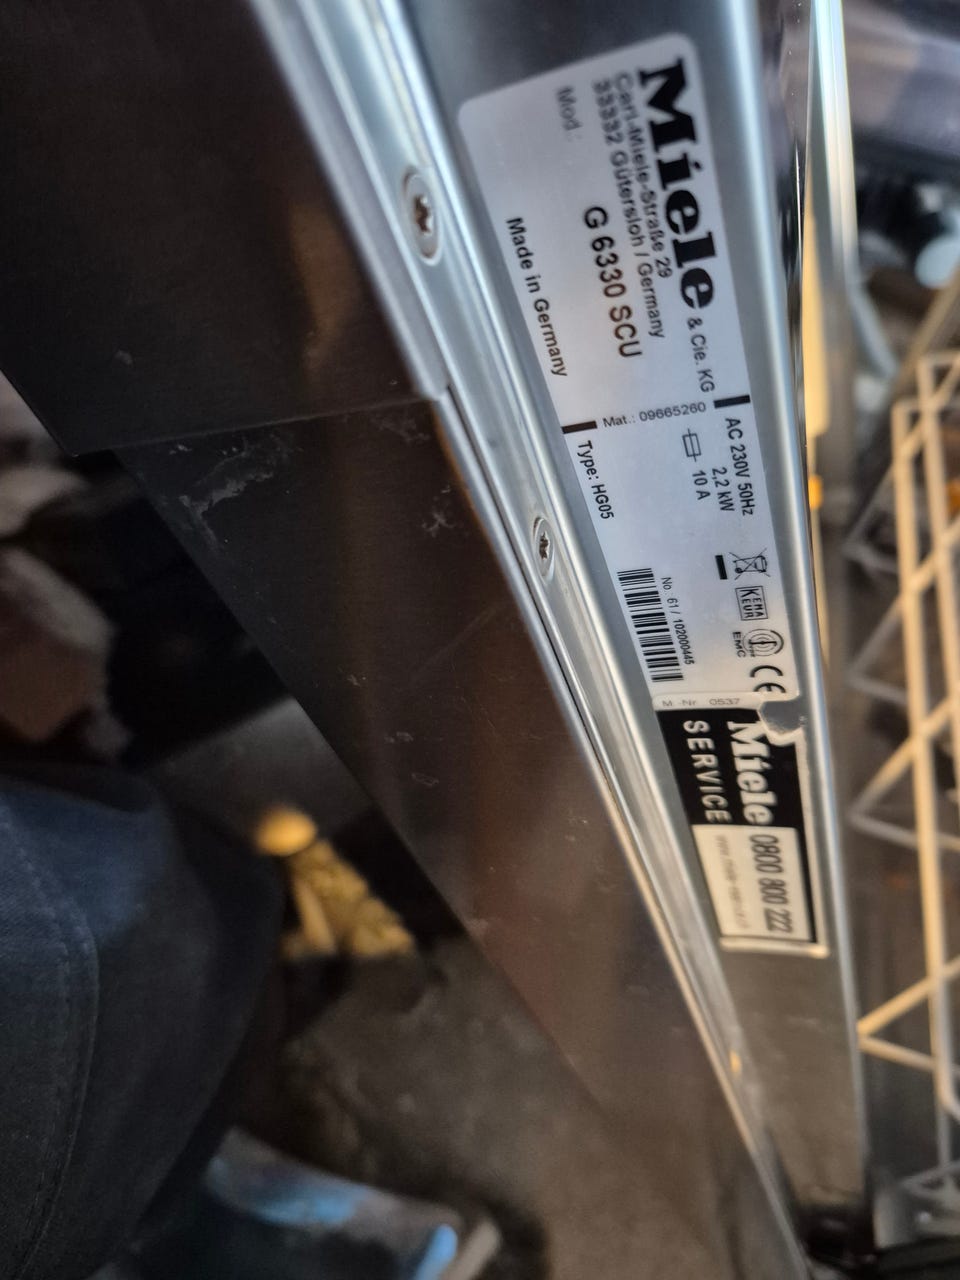 Miele & Cie. KG
Carl-Miele-Straße 29
33332 Gütersloh / Germany
Mod.:
G 6330 SCU
Made in Germany
Mat.: 09665260
AC 230V 50Hz
2,2 kW
10 A
Type: HG05
KEMA
KEUR
EMC
CE
No. 61 / 102000445
M.-Nr. 0537
Miele
SERVICE
0800 800 222